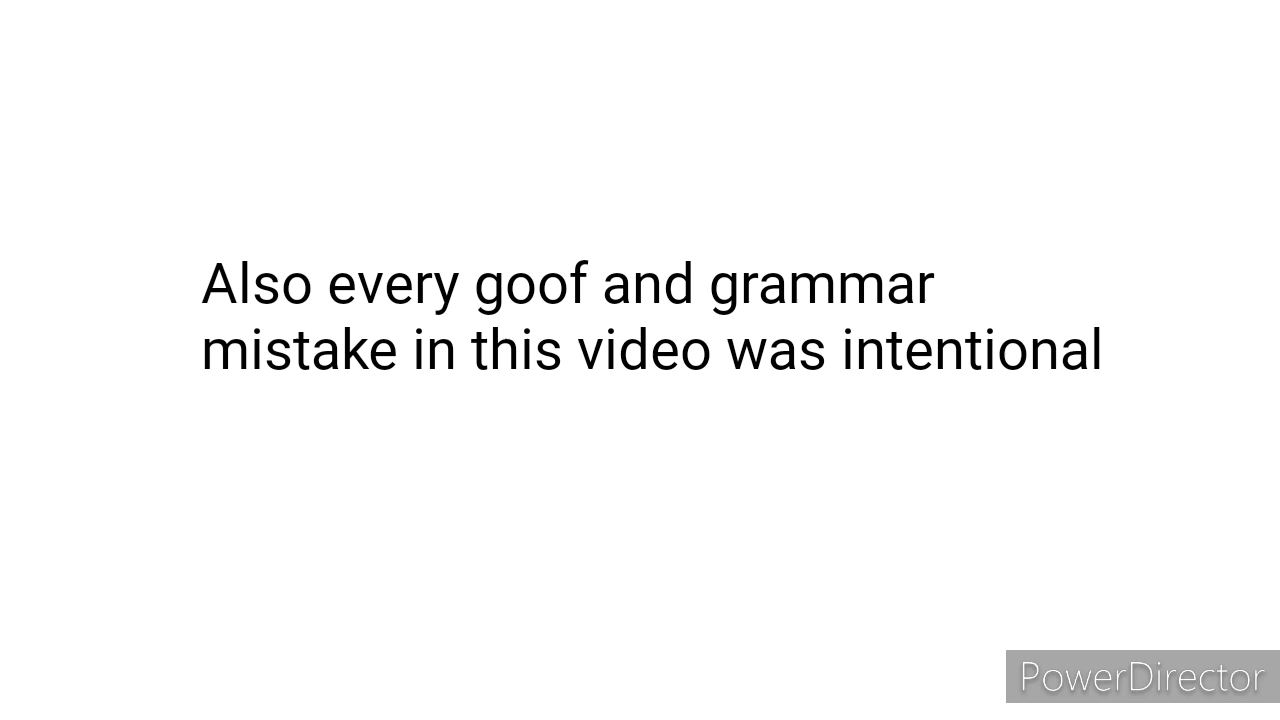 Also every goof and grammar
mistake in this video was intentional
PowerDirector